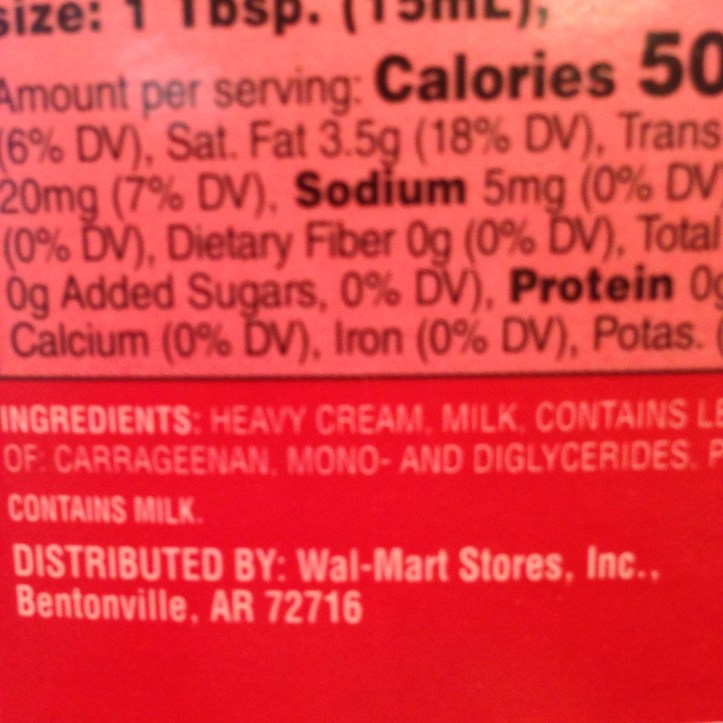 size: 1 Tbsp. (15mL),
Amount per serving: Calories 50
(6% DV), Sat. Fat 3.5g (18% DV), Trans
20mg (7% DV), Sodium 5mg (0% DV
(0% DV), Dietary Fiber 0g (0% DV), Total
0g Added Sugars, 0% DV), Protein 0g
Calcium (0% DV), Iron (0% DV), Potas. (
INGREDIENTS: HEAVY CREAM, MILK, CONTAINS LE
OF: CARRAGEENAN, MONO- AND DIGLYCERIDES, P
CONTAINS MILK.
DISTRIBUTED BY: Wal-Mart Stores, Inc.,
Bentonville, AR 72716